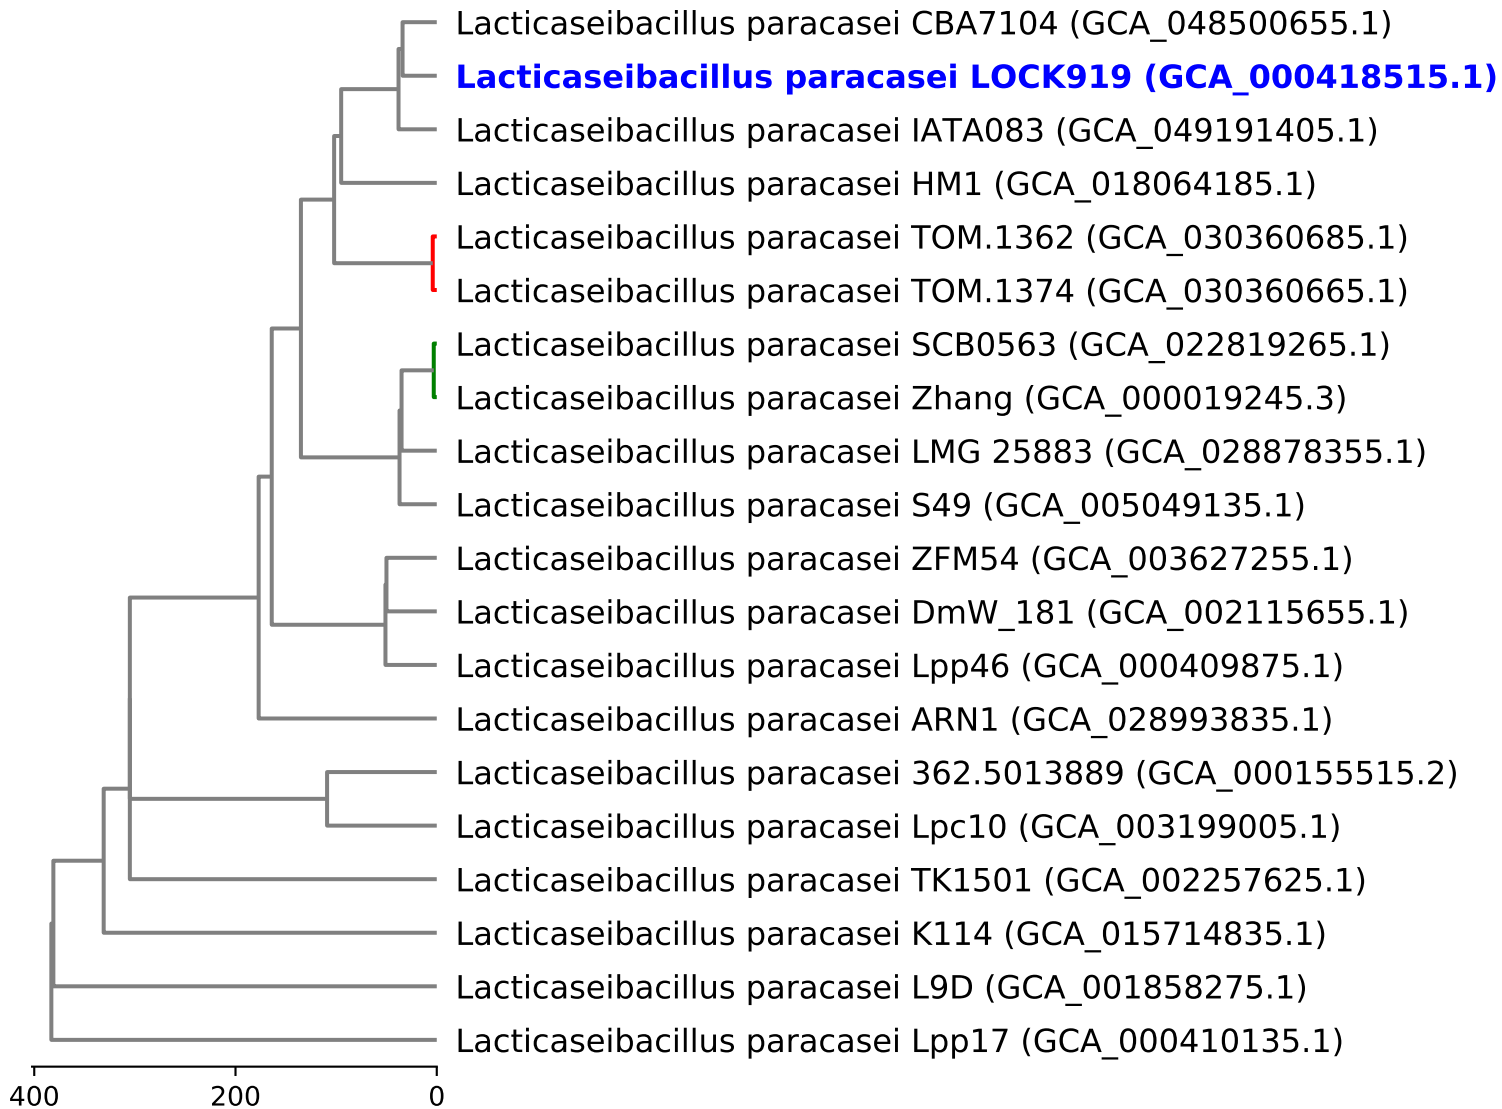 Lacticaseibacillus paracasei CBA7104 (GCA_048500655.1)
Lacticaseibacillus paracasei LOCK919 (GCA_000418515.1)
Lacticaseibacillus paracasei IATA083 (GCA_049191405.1)
Lacticaseibacillus paracasei HM1 (GCA_018064185.1)
Lacticaseibacillus paracasei TOM.1362 (GCA_030360685.1)
Lacticaseibacillus paracasei TOM.1374 (GCA_030360665.1)
Lacticaseibacillus paracasei SCB0563 (GCA_022819265.1)
Lacticaseibacillus paracasei Zhang (GCA_000019245.3)
Lacticaseibacillus paracasei LMG 25883 (GCA_028878355.1)
Lacticaseibacillus paracasei S49 (GCA_005049135.1)
Lacticaseibacillus paracasei ZFM54 (GCA_003627255.1)
Lacticaseibacillus paracasei DmW_181 (GCA_002115655.1)
Lacticaseibacillus paracasei Lpp46 (GCA_000409875.1)
Lacticaseibacillus paracasei ARN1 (GCA_028993835.1)
Lacticaseibacillus paracasei 362.5013889 (GCA_000155515.2)
Lacticaseibacillus paracasei Lpc10 (GCA_003199005.1)
Lacticaseibacillus paracasei TK1501 (GCA_002257625.1)
Lacticaseibacillus paracasei K114 (GCA_015714835.1)
Lacticaseibacillus paracasei L9D (GCA_001858275.1)
Lacticaseibacillus paracasei Lpp17 (GCA_000410135.1)
400 200 0